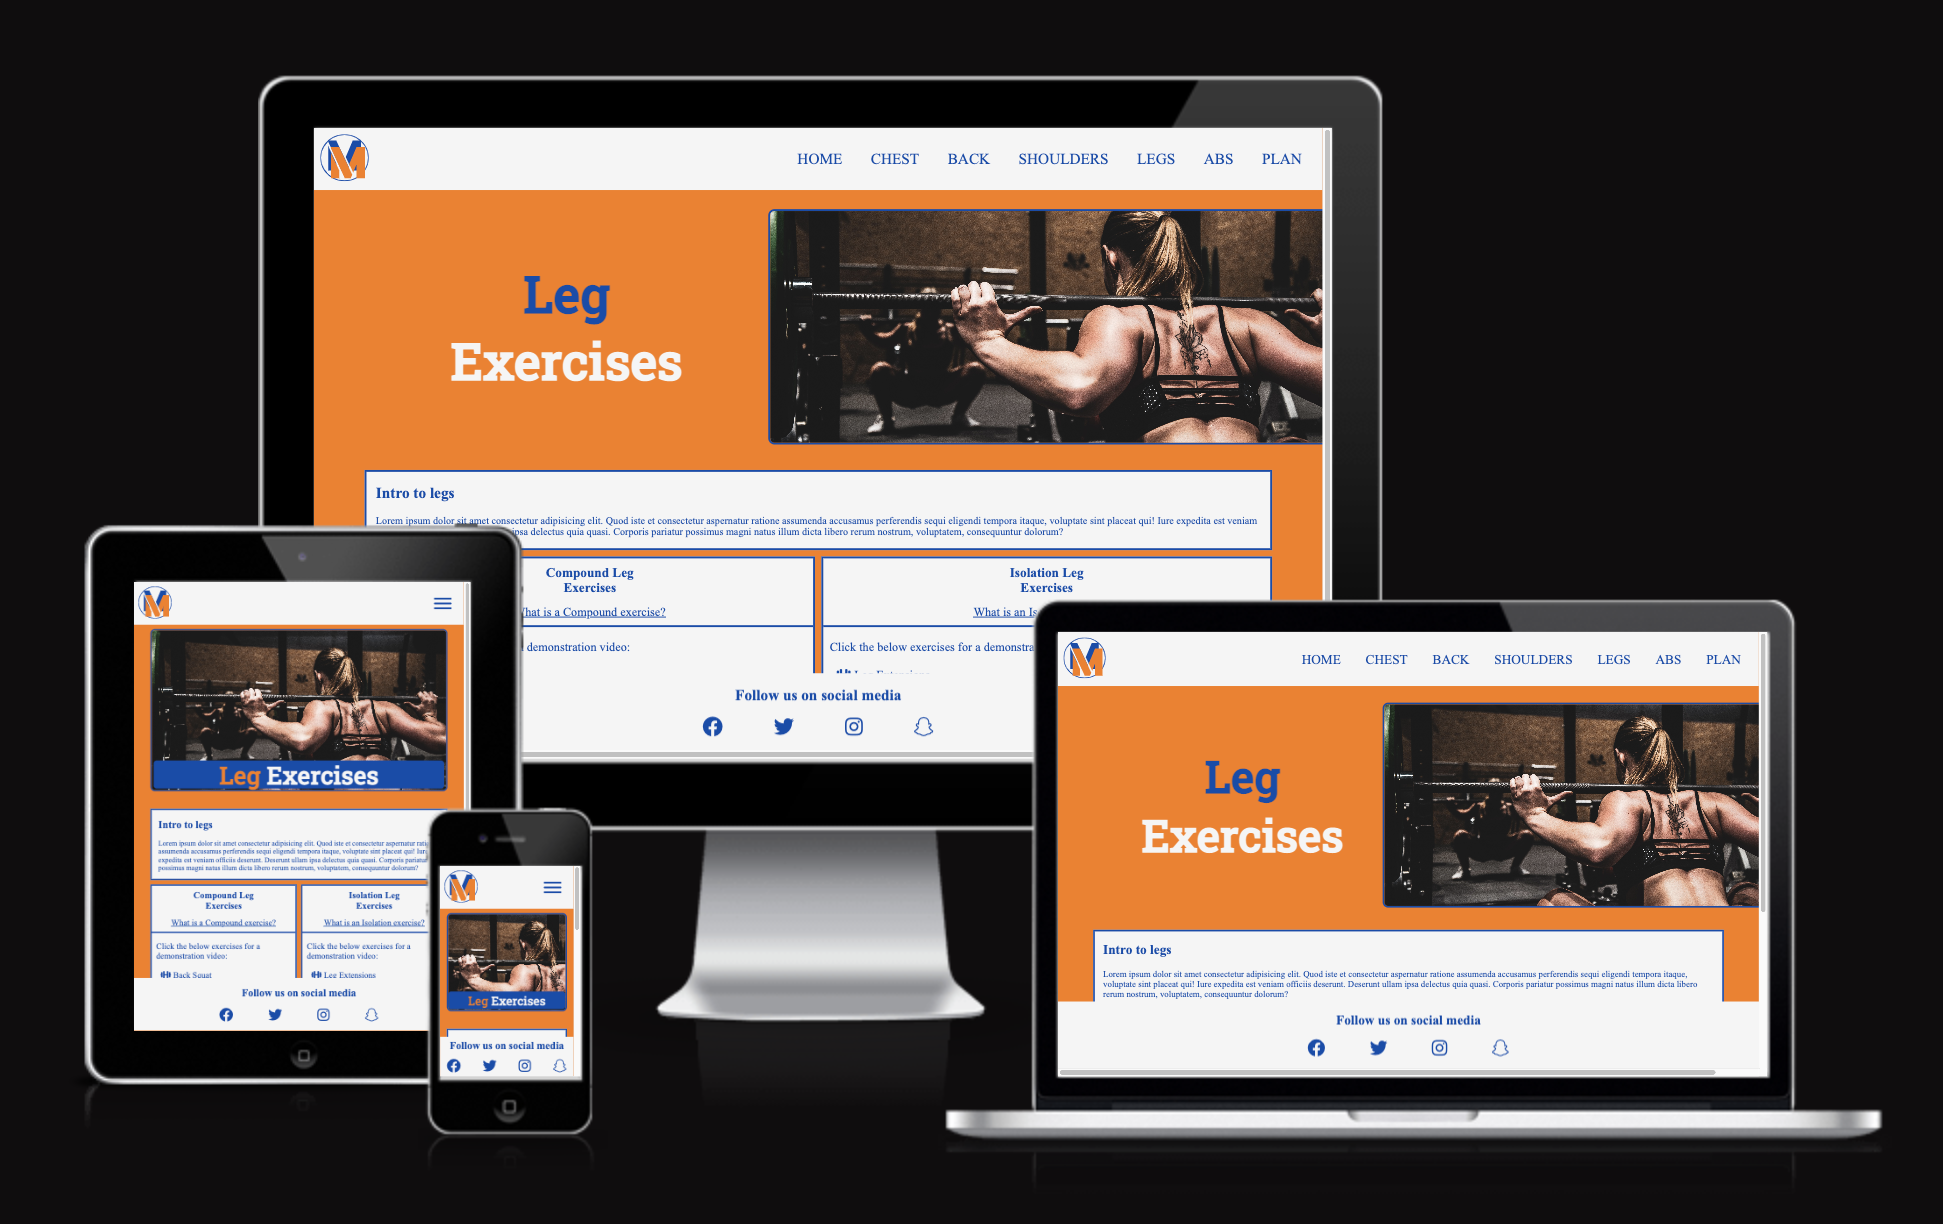 M
HOME CHEST BACK SHOULDERS LEGS ABS PLAN
Leg
Exercises
Intro to legs
Lorem ipsum dolor sit amet consectetur adipisicing elit. Quod iste et consectetur aspernatur ratione assumenda accusamus perferendis sequi eligendi tempora itaque, voluptate sint placeat qui! Iure expedita est veniam
ipsa delectus quia quasi. Corporis pariatur possimus magni natus illum dicta libero rerum nostrum, voluptatem, consequuntur dolorum?
Compound Leg
Exercises
What is a Compound exercise?
demonstration video:
Isolation Leg
Exercises
What is an Is
Click the below exercises for a demonstra
Leg Extensions
Follow us on social media
M
Leg Exercises
Intro to legs
Lorem ipsum dolor sit amet consectetur adipisicing elit. Quod iste et consectetur aspernatur
assumenda accusamus perferendis sequi eligendi tempora itaque, voluptate sint placeat qui!
expedita est veniam officiis deserunt. Deserunt ullam ipsa delectus quia quasi. Corporis pariatur
possimus magni natus illum dicta libero rerum nostrum, voluptatem, consequuntur dolorum?
Compound Leg
Exercises
What is a Compound exercise?
Click the below exercises for a
demonstration video:
Back Squat
Isolation Leg
Exercises
What is an Isolation exercise?
Click the below exercises for a
demonstration video:
Leg Extensions
Follow us on social media
M
Leg Exercises
Follow us on social media
M
HOME CHEST BACK SHOULDERS LEGS ABS PLAN
Leg
Exercises
Intro to legs
Lorem ipsum dolor sit amet consectetur adipisicing elit. Quod iste et consectetur aspernatur ratione assumenda accusamus perferendis sequi eligendi tempora itaque,
voluptate sint placeat qui! Iure expedita est veniam officiis deserunt. Deserunt ullam ipsa delectus quia quasi. Corporis pariatur possimus magni natus illum dicta libero
rerum nostrum, voluptatem, consequuntur dolorum?
Follow us on social media